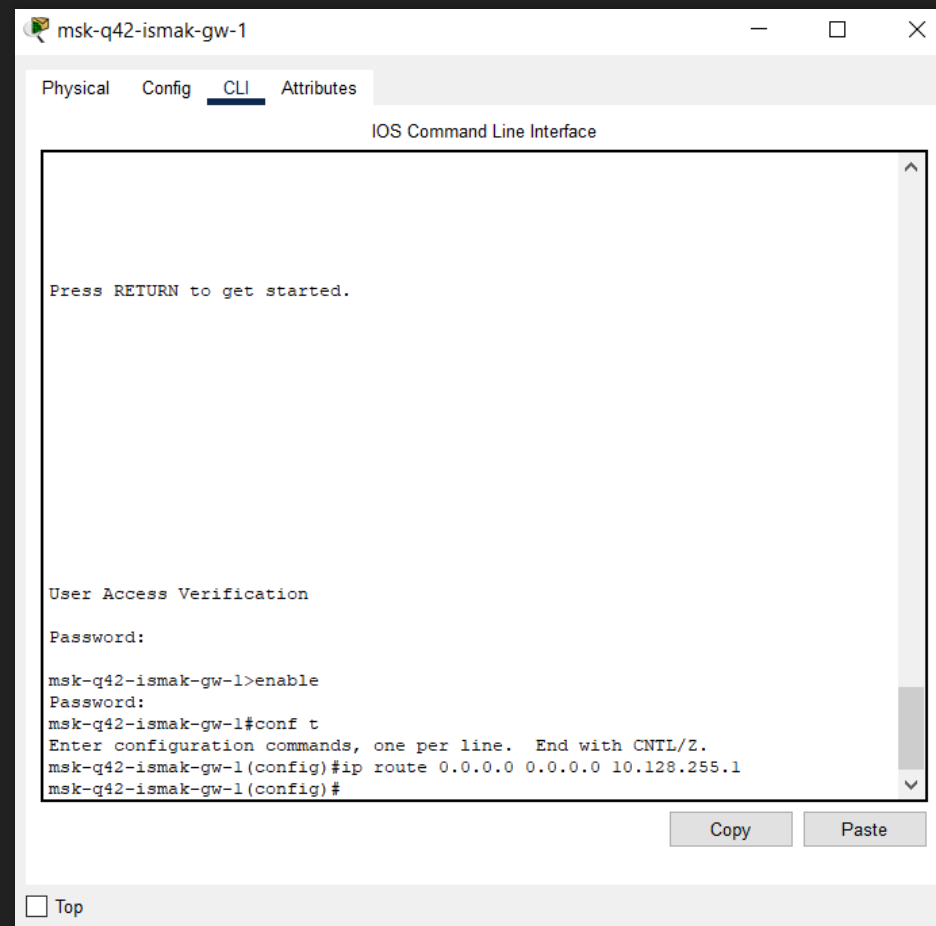 msk-q42-ismak-gw-1
Physical Config CLI Attributes
IOS Command Line Interface
Press RETURN to get started.
User Access Verification
Password:
msk-q42-ismak-gw-1>enable
Password:
msk-q42-ismak-gw-1#conf t
Enter configuration commands, one per line.  End with CNTL/Z.
msk-q42-ismak-gw-1(config)#ip route 0.0.0.0 0.0.0.0 10.128.255.1
msk-q42-ismak-gw-1(config)#
Copy Paste
Top